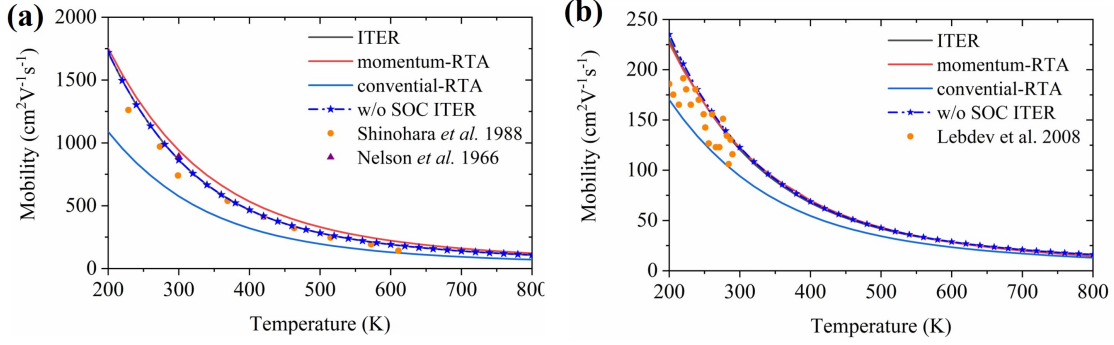 (a)
2000
1500
1000
500
0
Mobility (cm²V⁻¹s⁻¹)
ITER
momentum-RTA
convential-RTA
w/o SOC ITER
Shinohara et al. 1988
Nelson et al. 1966
200 300 400 500 600 700 800
Temperature (K)
(b)
250
200
150
100
50
0
Mobility (cm²V⁻¹s⁻¹)
ITER
momentum-RTA
convential-RTA
w/o SOC ITER
Lebdev et al. 2008
200 300 400 500 600 700 800
Temperature (K)